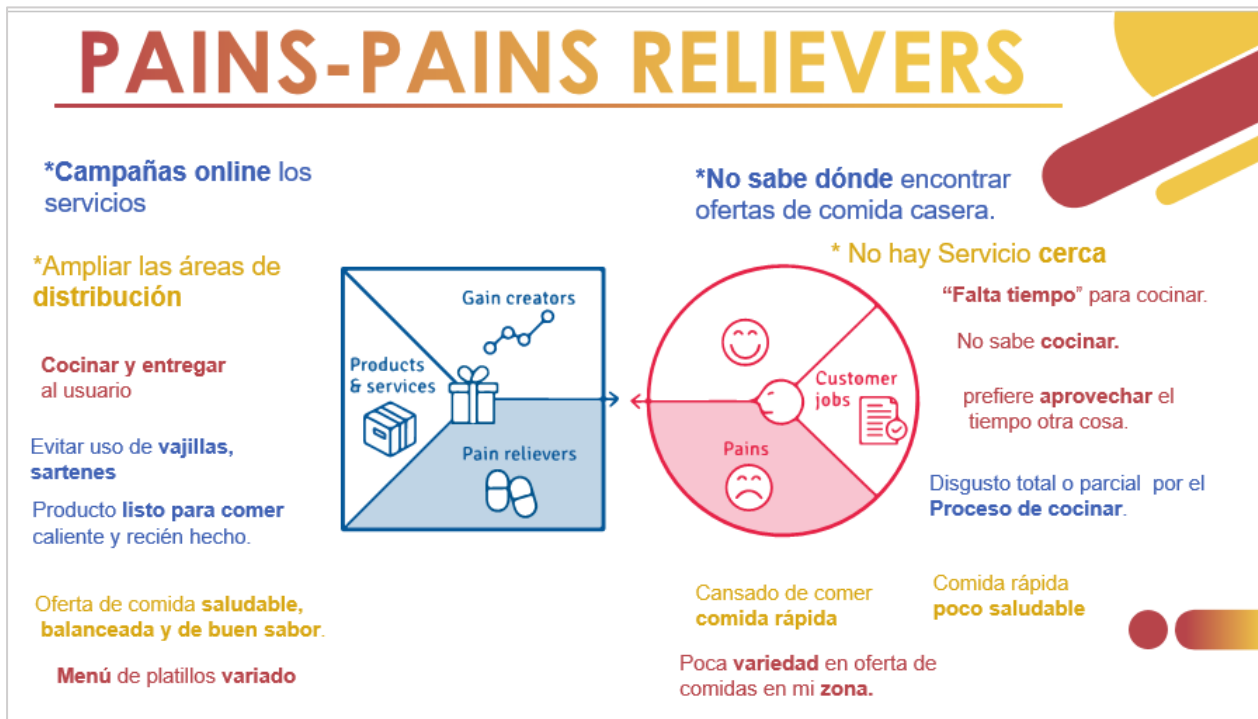 PAINS-PAINS RELIEVERS
*Campañas online los
servicios
*Ampliar las áreas de
distribución
Cocinar y entregar
al usuario
Evitar uso de vajillas,
sartenes
Producto listo para comer
caliente y recién hecho.
Oferta de comida saludable,
balanceada y de buen sabor.
Menú de platillos variado
Gain creators
Products
& services
Pain relievers
Customer
jobs
Pains
*No sabe dónde encontrar
ofertas de comida casera.
* No hay Servicio cerca
“Falta tiempo” para cocinar.
No sabe cocinar.
prefiere aprovechar el
tiempo otra cosa.
Disgusto total o parcial por el
Proceso de cocinar.
Cansado de comer
comida rápida
Comida rápida
poco saludable
Poca variedad en oferta de
comidas en mi zona.